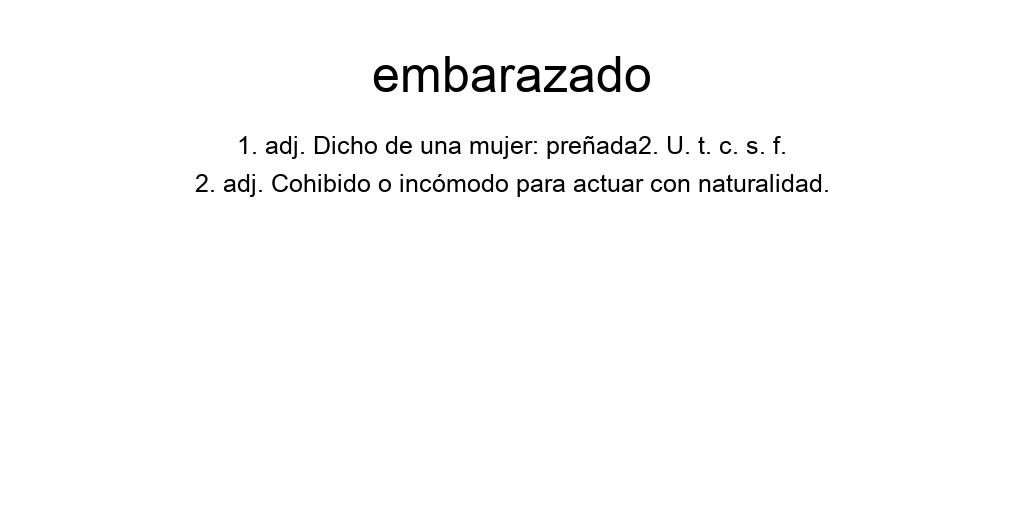 embarazado
1. adj. Dicho de una mujer: preñada2. U. t. c. s. f.
2. adj. Cohibido o incómodo para actuar con naturalidad.